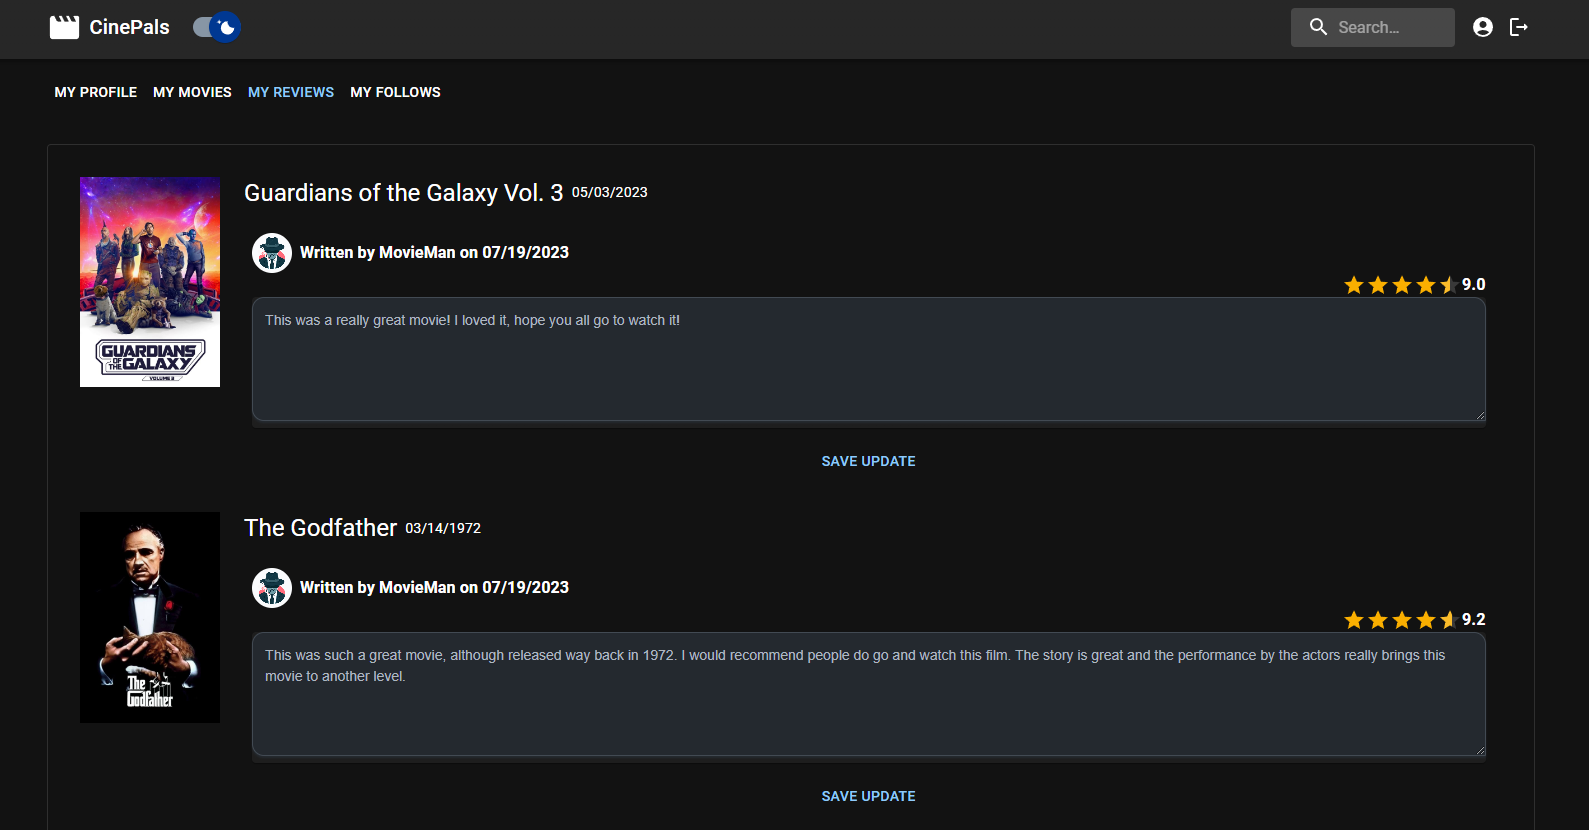 CinePals
Search...
MY PROFILE MY MOVIES MY REVIEWS MY FOLLOWS
Guardians of the Galaxy Vol. 3 05/03/2023
Written by MovieMan on 07/19/2023
9.0
This was a really great movie! I loved it, hope you all go to watch it!
GUARDIANS
OF THE GALAXY
VOLUME 3
SAVE UPDATE
The Godfather 03/14/1972
Written by MovieMan on 07/19/2023
9.2
This was such a great movie, although released way back in 1972. I would recommend people do go and watch this film. The story is great and the performance by the actors really brings this
movie to another level.
The
Godfather
SAVE UPDATE